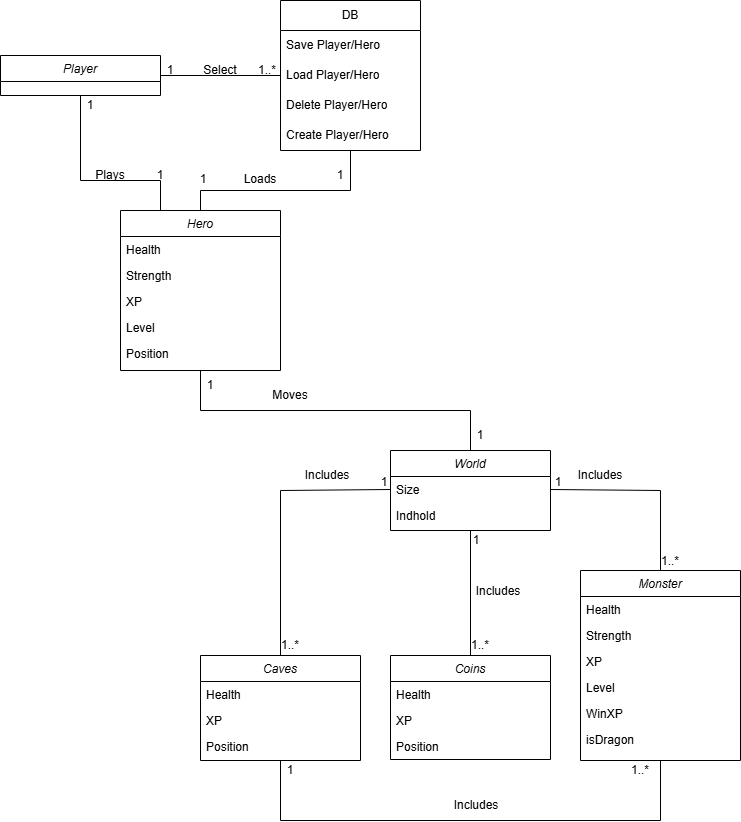 DB
Save Player/Hero
Load Player/Hero
Delete Player/Hero
Create Player/Hero
Player
1 Select 1..*
1
Plays 1
1 Loads 1
Hero
Health
Strength
XP
Level
Position
1
Moves
1
World
Size
Indhold
Includes 1
1 Includes
1
Includes
1..*
1..*
1..*
Monster
Health
Strength
XP
Level
WinXP
isDragon
Caves
Health
XP
Position
Coins
Health
XP
Position
1
1..*
Includes